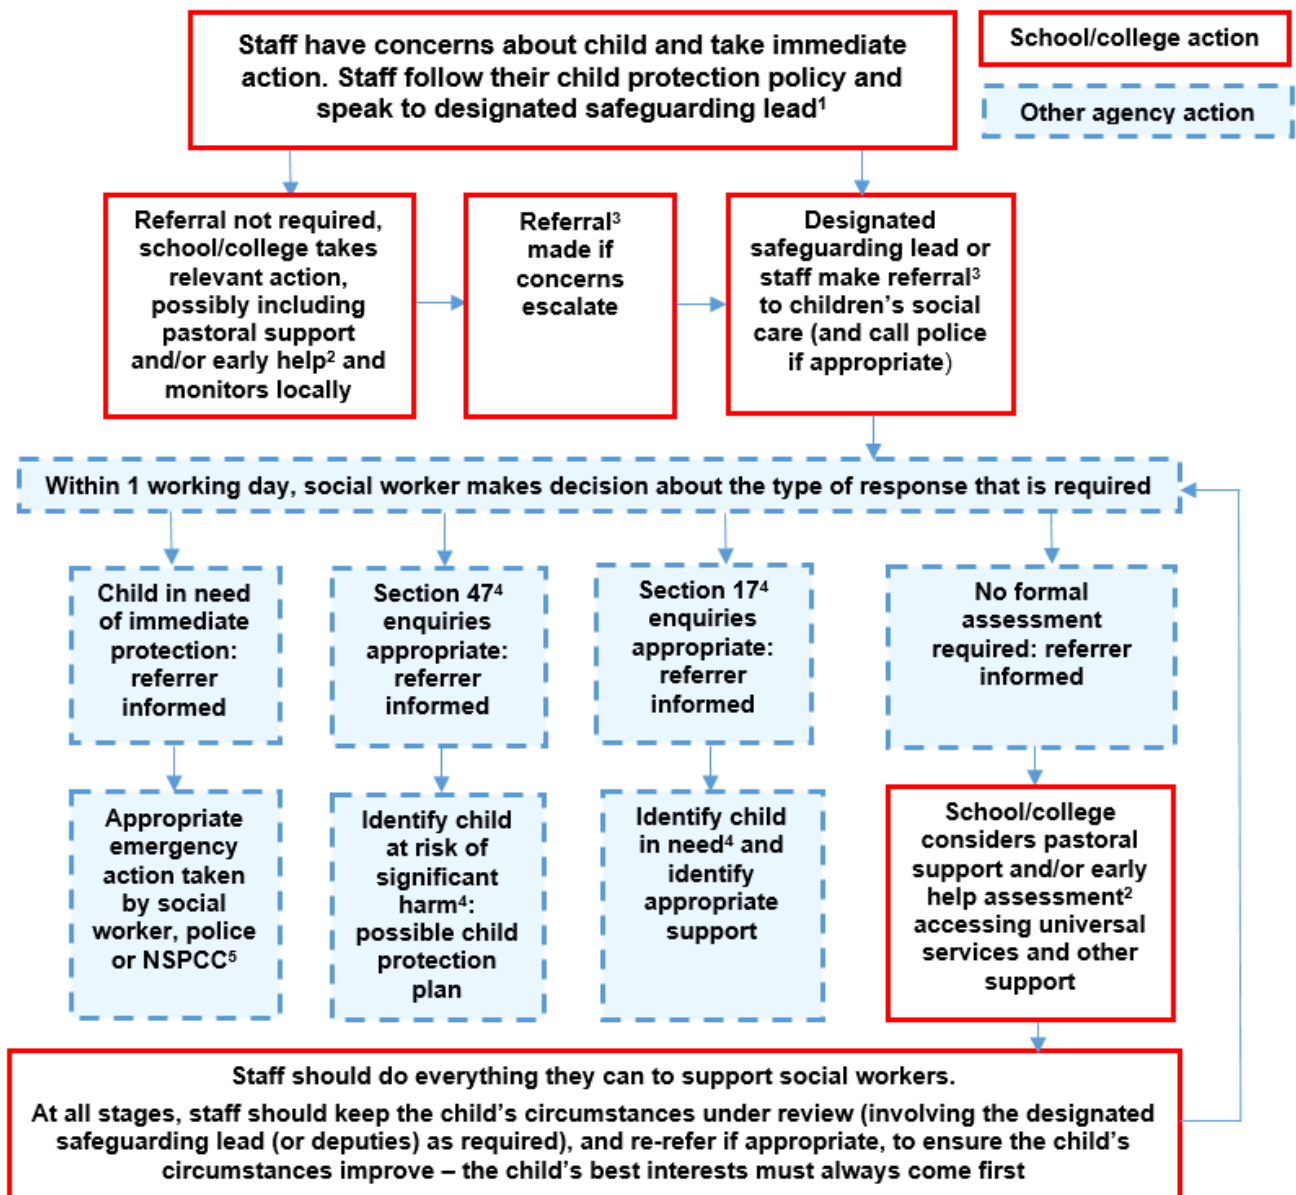 Staff have concerns about child and take immediate
action. Staff follow their child protection policy and
speak to designated safeguarding lead¹
School/college action
Other agency action
Referral not required,
school/college takes
relevant action,
possibly including
pastoral support
and/or early help² and
monitors locally
Referral³
made if
concerns
escalate
Designated
safeguarding lead or
staff make referral³
to children’s social
care (and call police
if appropriate)
Within 1 working day, social worker makes decision about the type of response that is required
Child in need
of immediate
protection:
referrer
informed
Section 47⁴
enquiries
appropriate:
referrer
informed
Section 17⁴
enquiries
appropriate:
referrer
informed
No formal
assessment
required: referrer
informed
Appropriate
emergency
action taken
by social
worker, police
or NSPCC⁵
Identify child
at risk of
significant
harm⁴:
possible child
protection
plan
Identify child
in need⁴ and
identify
appropriate
support
School/college
considers pastoral
support and/or early
help assessment²
accessing universal
services and other
support
Staff should do everything they can to support social workers.
At all stages, staff should keep the child’s circumstances under review (involving the designated
safeguarding lead (or deputies) as required), and re-refer if appropriate, to ensure the child’s
circumstances improve – the child’s best interests must always come first